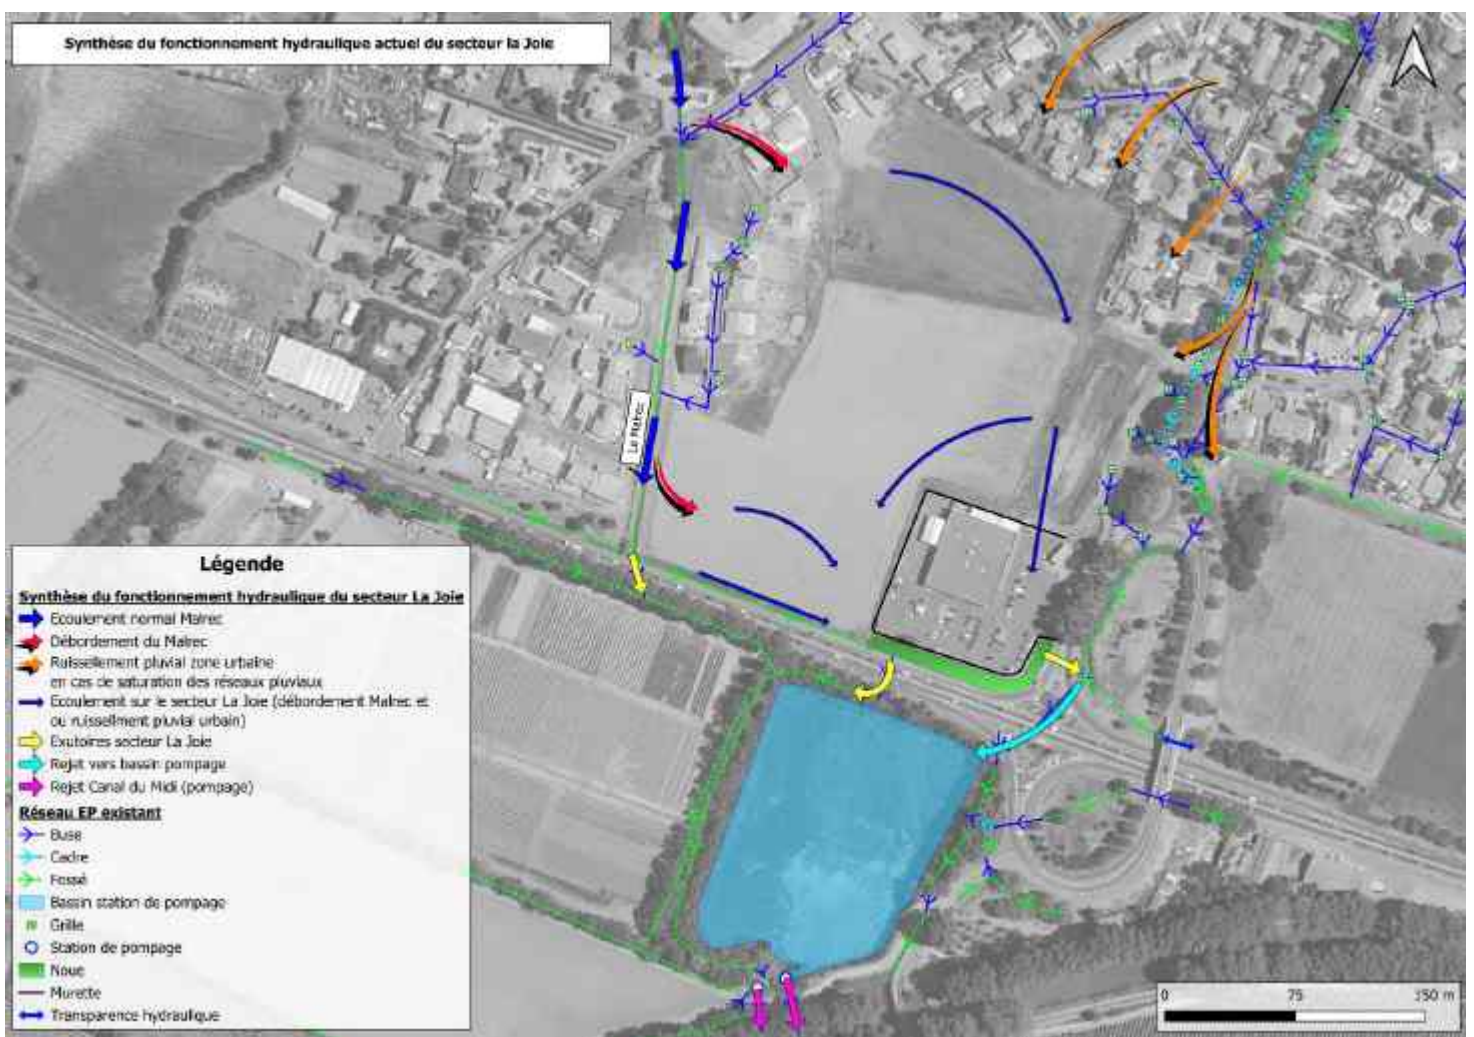 Synthèse du fonctionnement hydraulique actuel du secteur la Joie
Le Malrec
Légende
Synthèse du fonctionnement hydraulique du secteur La Joie
Ecoulement normal Malrec
Débordement du Malrec
Ruissellement pluvial zone urbaine
en cas de saturation des réseaux pluviaux
Ecoulement sur le secteur La Joie (débordement Malrec et
ou ruissellment pluvial urbain)
Exutoires secteur La Joie
Rejet vers bassin pompage
Rejet Canal du Midi (pompage)
Réseau EP existant
Buse
Cadre
Fossé
Bassin station de pompage
Grille
Station de pompage
Noue
Murette
Transparence hydraulique
0 75 150 m